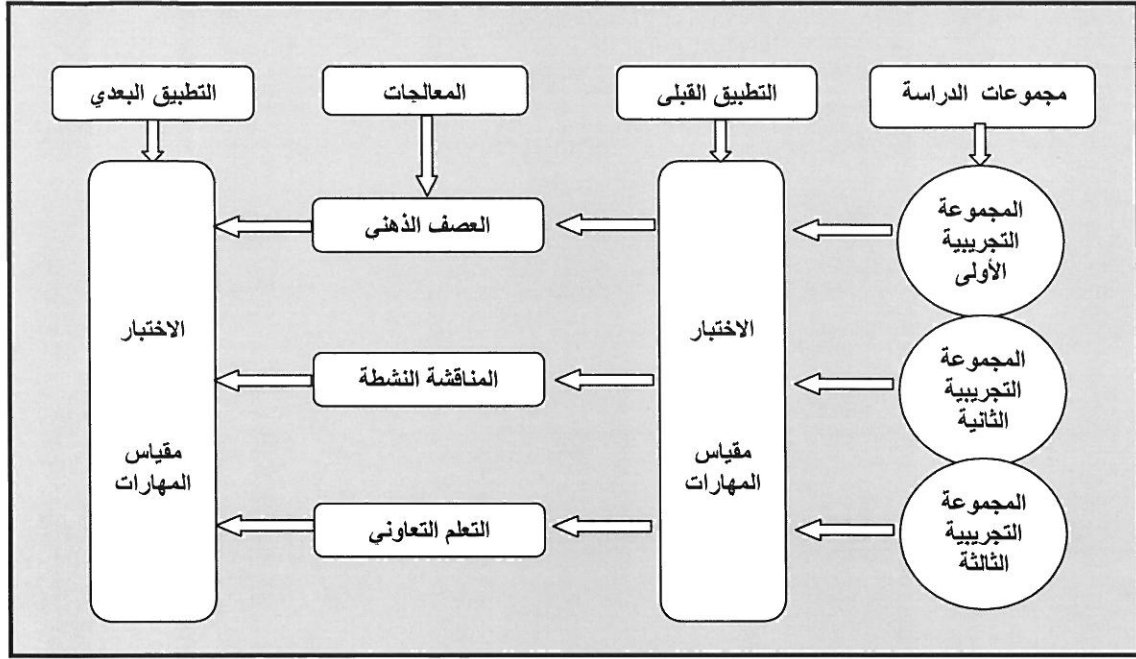 مجموعات الدراسة
التطبيق القبلى
المعالجات
التطبيق البعدي
المجموعة
التجريبية
الأولى
المجموعة
التجريبية
الثانية
المجموعة
التجريبية
الثالثة
الاختبار
مقياس
المهارات
العصف الذهنى
المناقشة النشطة
التعلم التعاوني
الاختبار
مقياس
المهارات